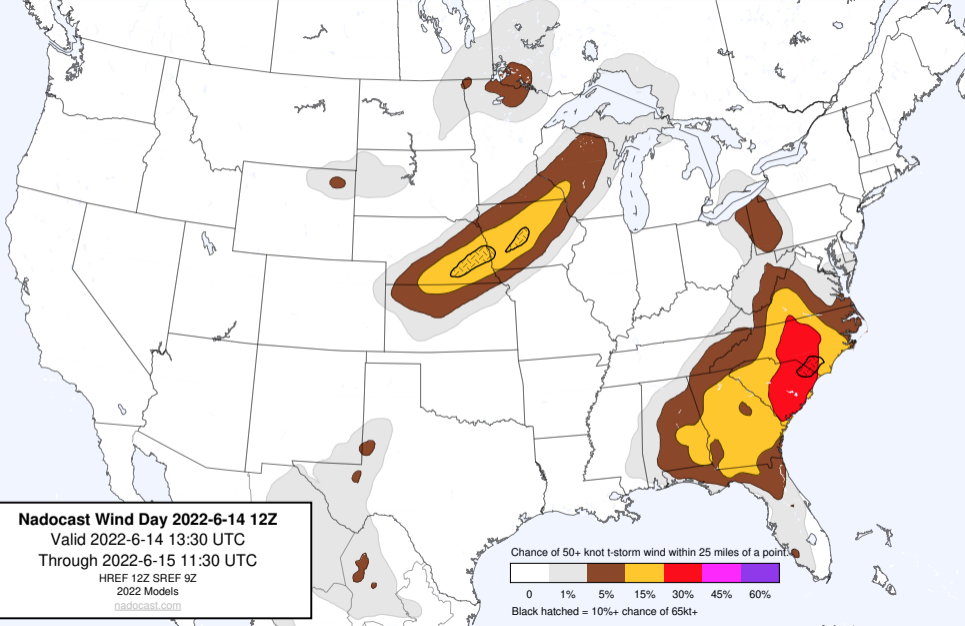 Nadocast Wind Day 2022-6-14 12Z
Valid 2022-6-14 13:30 UTC
Through 2022-6-15 11:30 UTC
HREF 12Z SREF 9Z
2022 Models
nadocast.com
Chance of 50+ knot t-storm wind within 25 miles of a point.
0 1% 5% 15% 30% 45% 60%
Black hatched = 10%+ chance of 65kt+